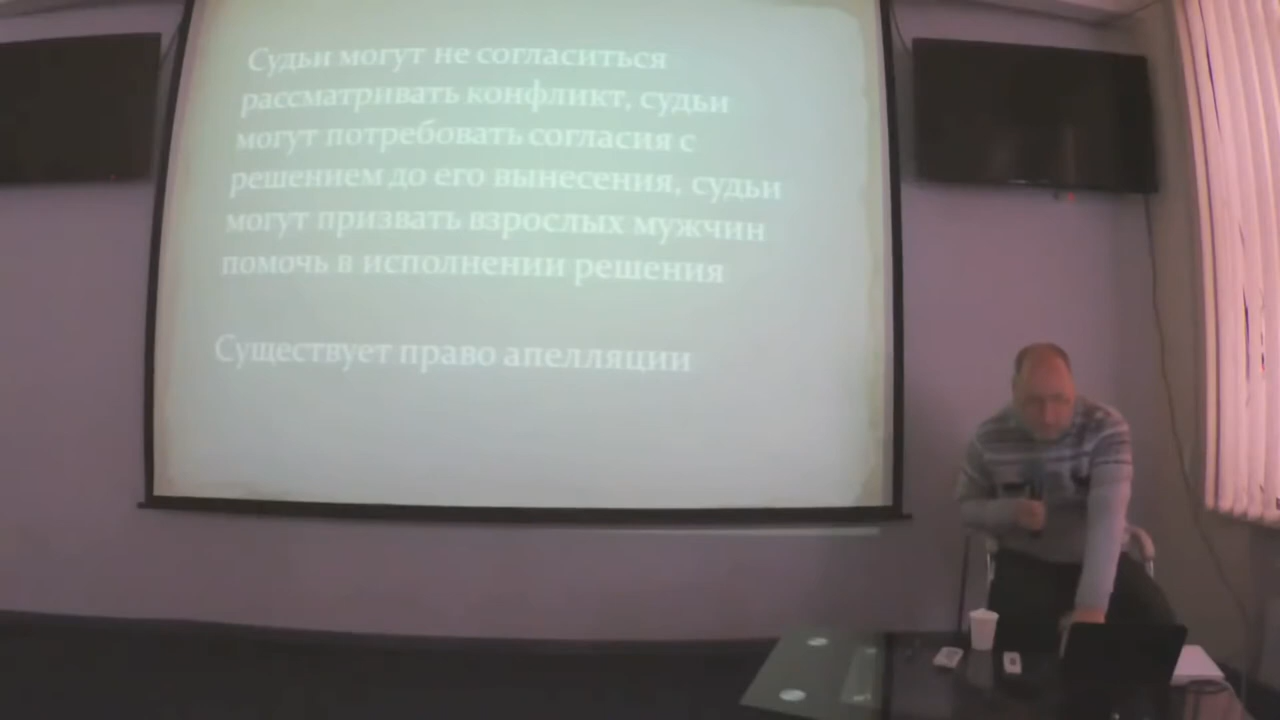 Судьи могут не согласиться
рассматривать конфликт, судьи
могут потребовать согласия с
решением до его вынесения, судьи
могут призвать взрослых мужчин
помочь в исполнении решения
Существует право апелляции